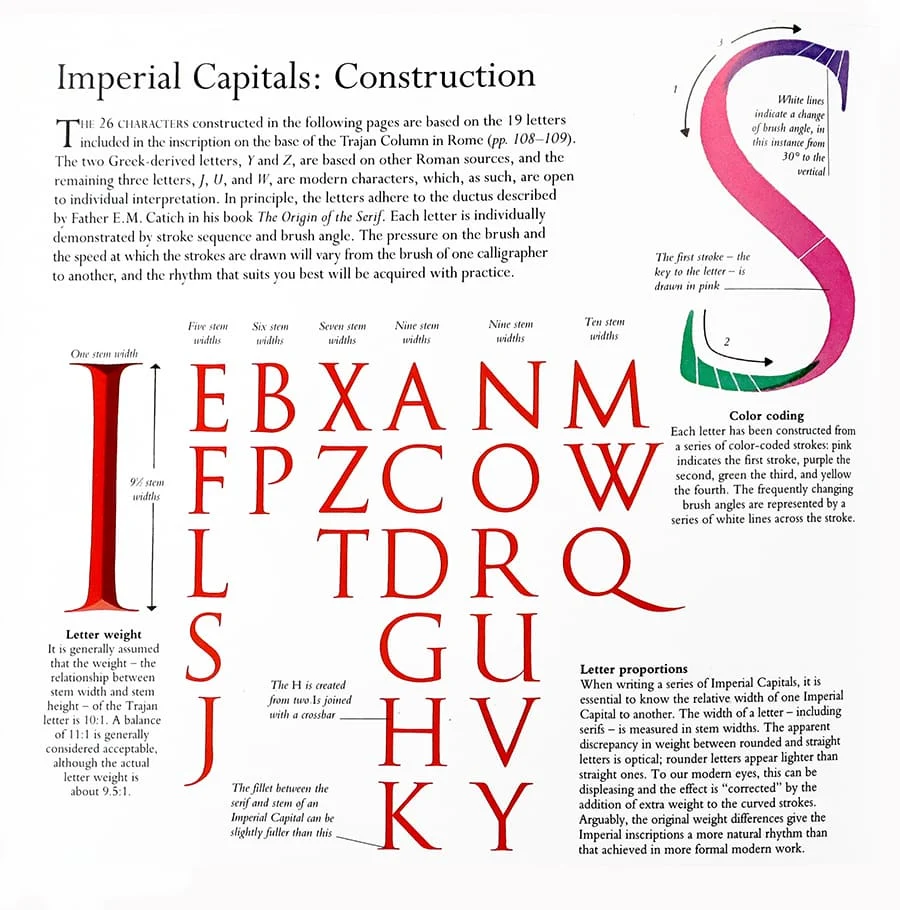 Imperial Capitals: Construction
THE 26 CHARACTERS constructed in the following pages are based on the 19 letters
included in the inscription on the base of the Trajan Column in Rome (pp. 108–109).
The two Greek-derived letters, Y and Z, are based on other Roman sources, and the
remaining three letters, J, U, and W, are modern characters, which, as such, are open
to individual interpretation. In principle, the letters adhere to the ductus described
by Father E.M. Catich in his book The Origin of the Serif. Each letter is individually
demonstrated by stroke sequence and brush angle. The pressure on the brush and
the speed at which the strokes are drawn will vary from the brush of one calligrapher
to another, and the rhythm that suits you best will be acquired with practice.
S
3
1
2
White lines
indicate a change
of brush angle, in
this instance from
30° to the
vertical
The first stroke – the
key to the letter – is
drawn in pink
Color coding
Each letter has been constructed from
a series of color-coded strokes: pink
indicates the first stroke, purple the
second, green the third, and yellow
the fourth. The frequently changing
brush angles are represented by a
series of white lines across the stroke.
One stem width
Five stem
widths
Six stem
widths
Seven stem
widths
Nine stem
widths
Nine stem
widths
Ten stem
widths
I
9½ stem
widths
E B X A N M
F P Z C O W
L T D R Q
S G U
J H V
K Y
Letter weight
It is generally assumed
that the weight – the
relationship between
stem width and stem
height – of the Trajan
letter is 10:1. A balance
of 11:1 is generally
considered acceptable,
although the actual
letter weight is
about 9.5:1.
The H is created
from two Is joined
with a crossbar
The fillet between the
serif and stem of an
Imperial Capital can be
slightly fuller than this
Letter proportions
When writing a series of Imperial Capitals, it is
essential to know the relative width of one Imperial
Capital to another. The width of a letter – including
serifs – is measured in stem widths. The apparent
discrepancy in weight between rounded and straight
letters is optical; rounder letters appear lighter than
straight ones. To our modern eyes, this can be
displeasing and the effect is “corrected” by the
addition of extra weight to the curved strokes.
Arguably, the original weight differences give the
Imperial inscriptions a more natural rhythm than
that achieved in more formal modern work.